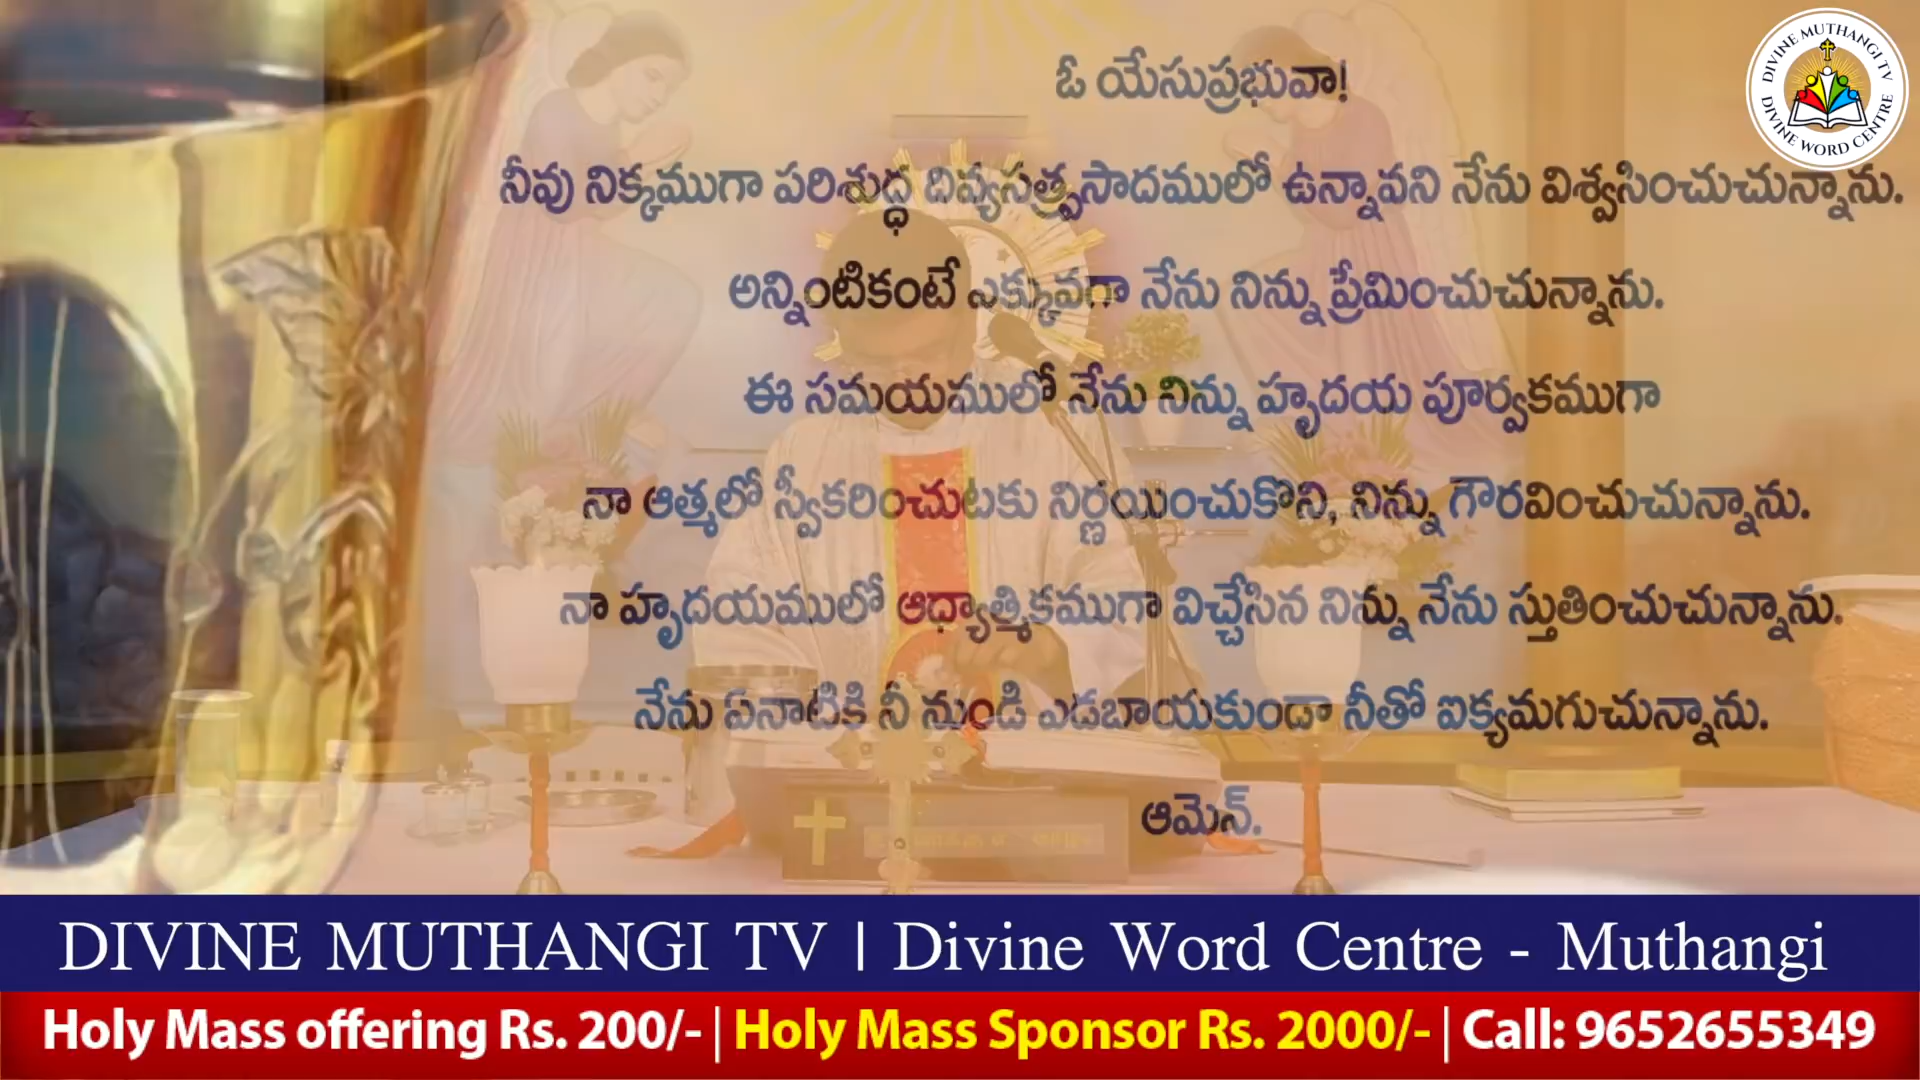 DIVINE MUTHANGI TV
DIVINE WORD CENTRE
ఓ యేసుప్రభువా!
నీవు నిక్కముగా పరిశుద్ధ దివ్యసత్ప్రసాదములో ఉన్నావని నేను విశ్వసించుచున్నాను.
అన్నింటికంటే ఎక్కువగా నేను నిన్ను ప్రేమించుచున్నాను.
ఈ సమయములో నేను నిన్ను హృదయ పూర్వకముగా
నా ఆత్మలో స్వీకరించుటకు నిర్ణయించుకొని, నిన్ను గౌరవించుచున్నాను.
నా హృదయములో ఆధ్యాత్మికముగా విచ్చేసిన నిన్ను నేను స్తుతించుచున్నాను.
నేను ఏనాటికి నీ నుండి ఎడబాయకుండా నీతో ఐక్యమగుచున్నాను.
ఆమెన్.
DIVINE MUTHANGI TV | Divine Word Centre - Muthangi
Holy Mass offering Rs. 200/- | Holy Mass Sponsor Rs. 2000/- | Call: 9652655349